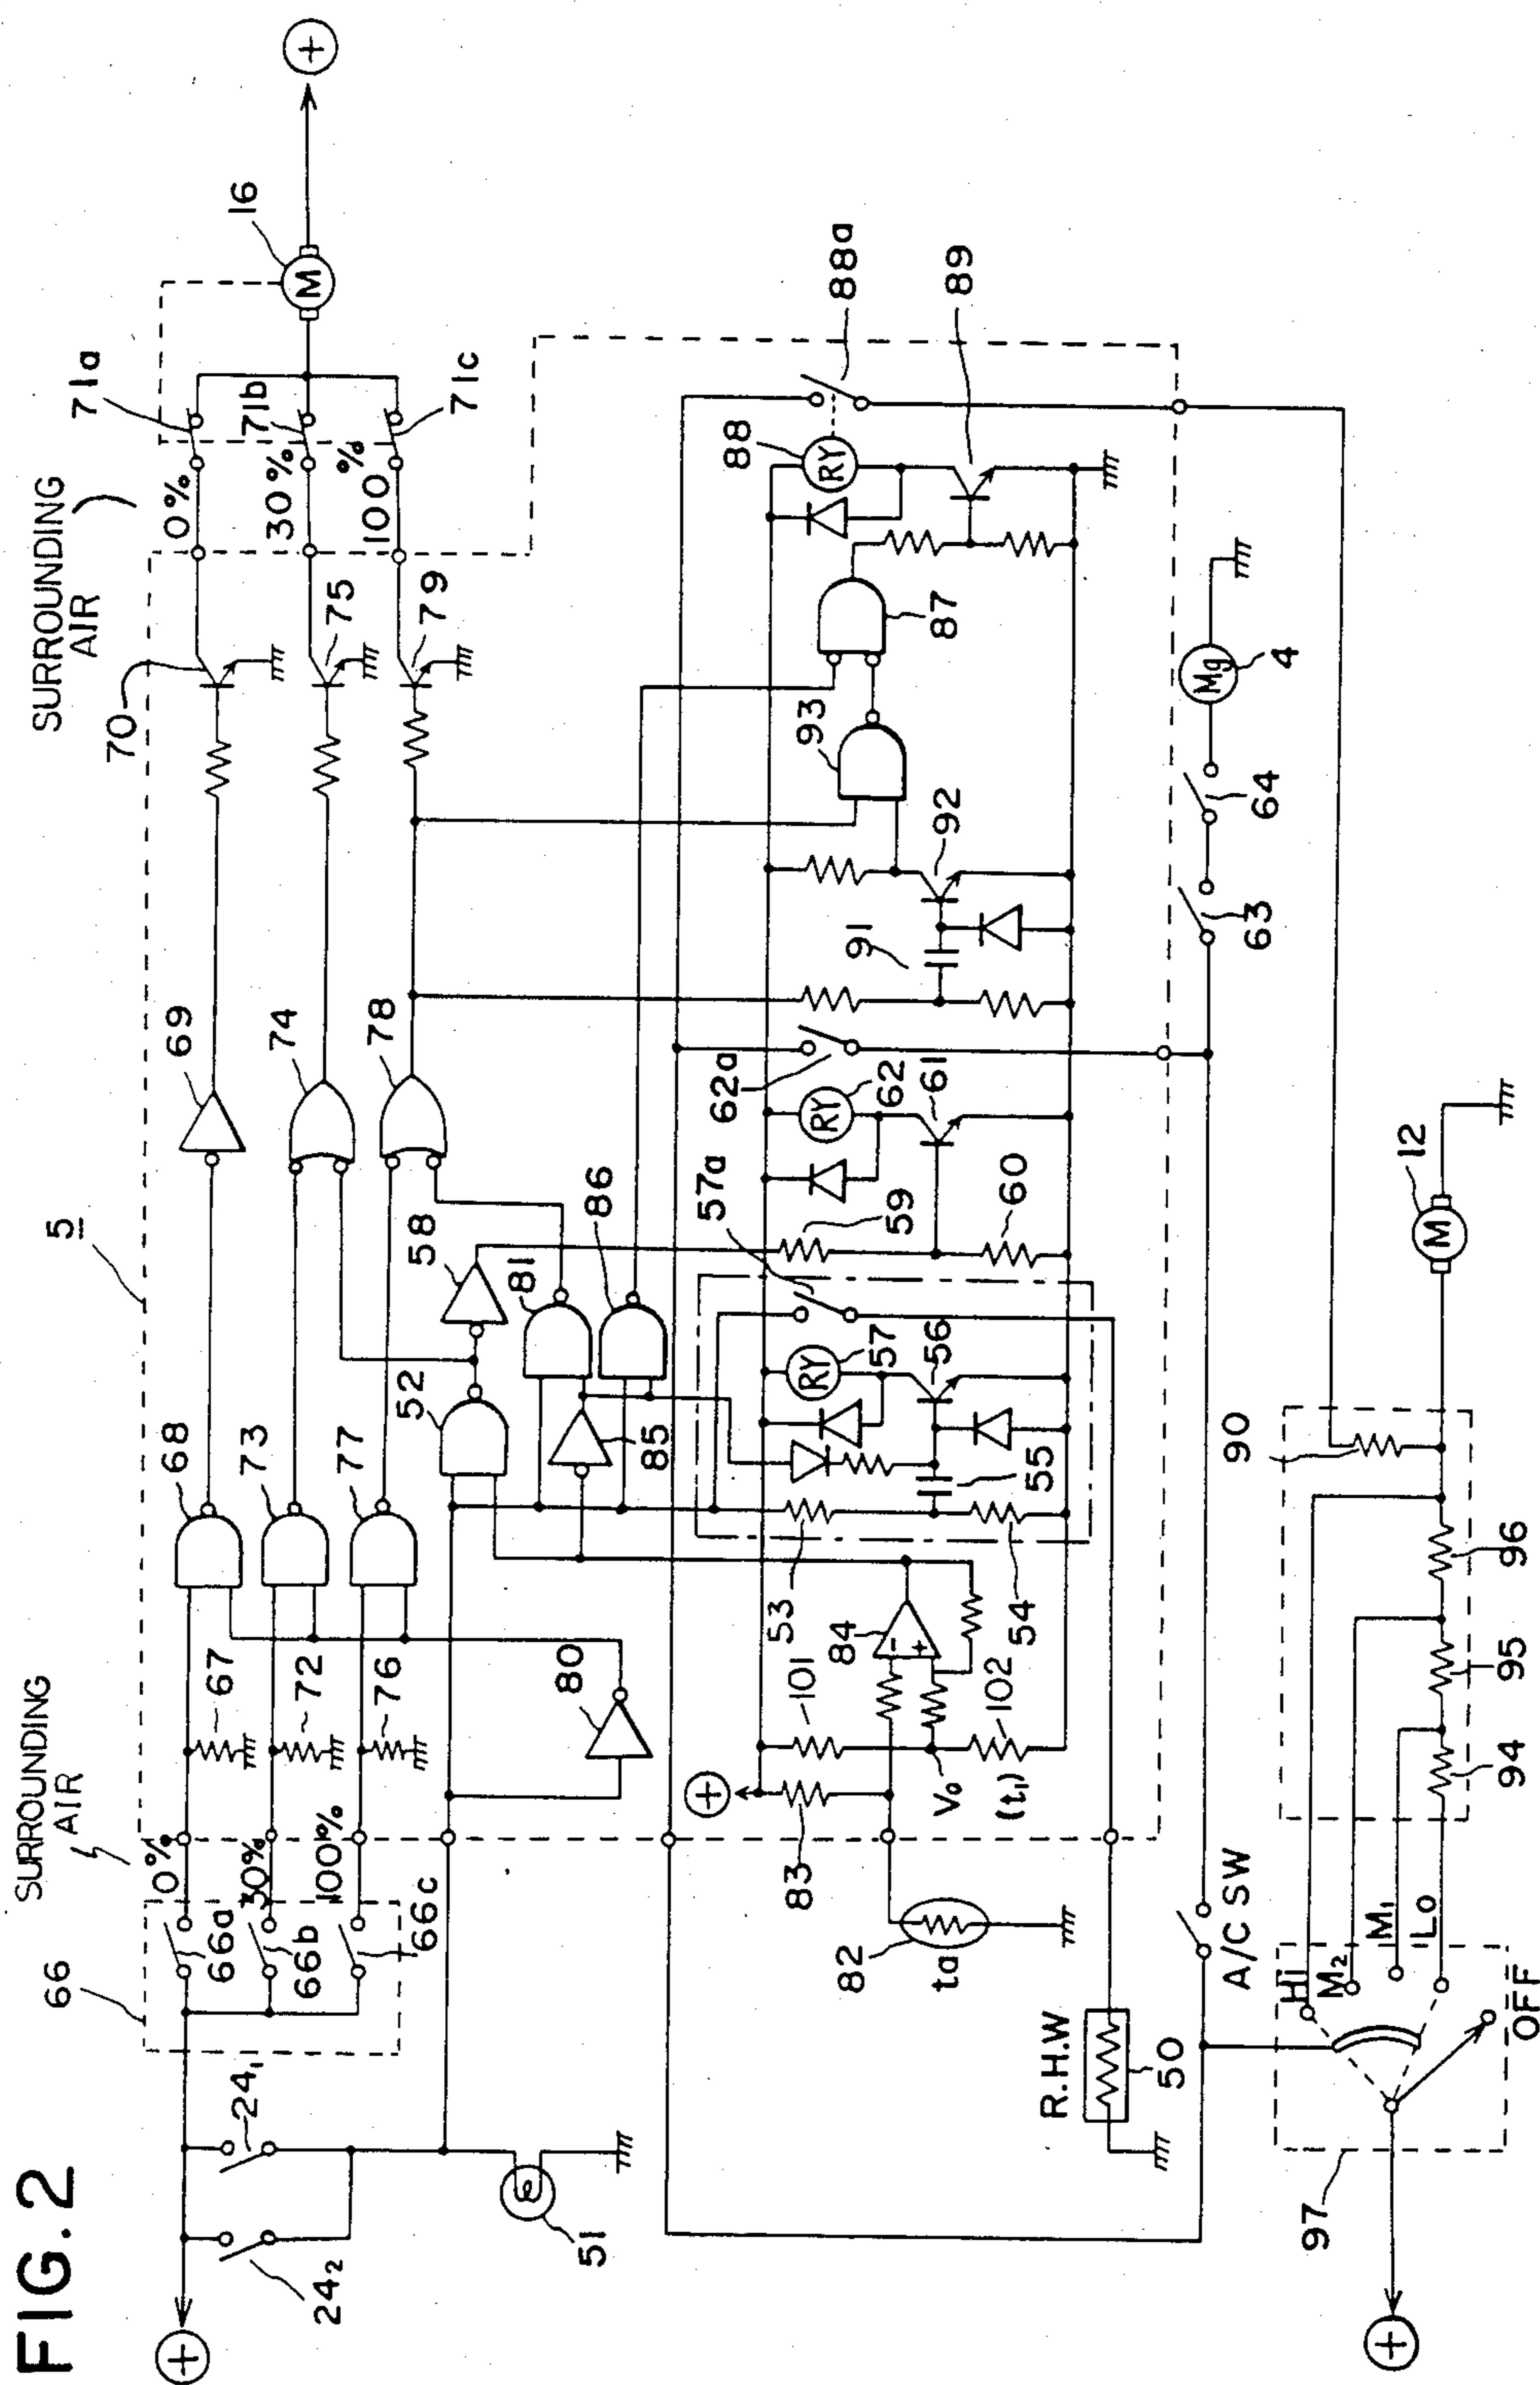 FIG. 2
SURROUNDING
AIR
SURROUNDING
AIR
5
66
66a
66b
66c
0%
30%
100%
24₁
24₂
51
67
72
76
80
68
73
77
52
69
74
78
58
81
86
85
70
75
79
0%
30%
100%
71a
71b
71c
M
16
83
101
102
V₀
(t₁)
82
ta
84
53
54
55
56
RY
57
57a
59
60
61
RY
62
62a
91
92
93
87
RY
88
88a
89
R.H.W
50
A/C SW
63
64
Mg
4
97
Hi
M₂
M₁
Lo
OFF
94
95
96
90
M
12